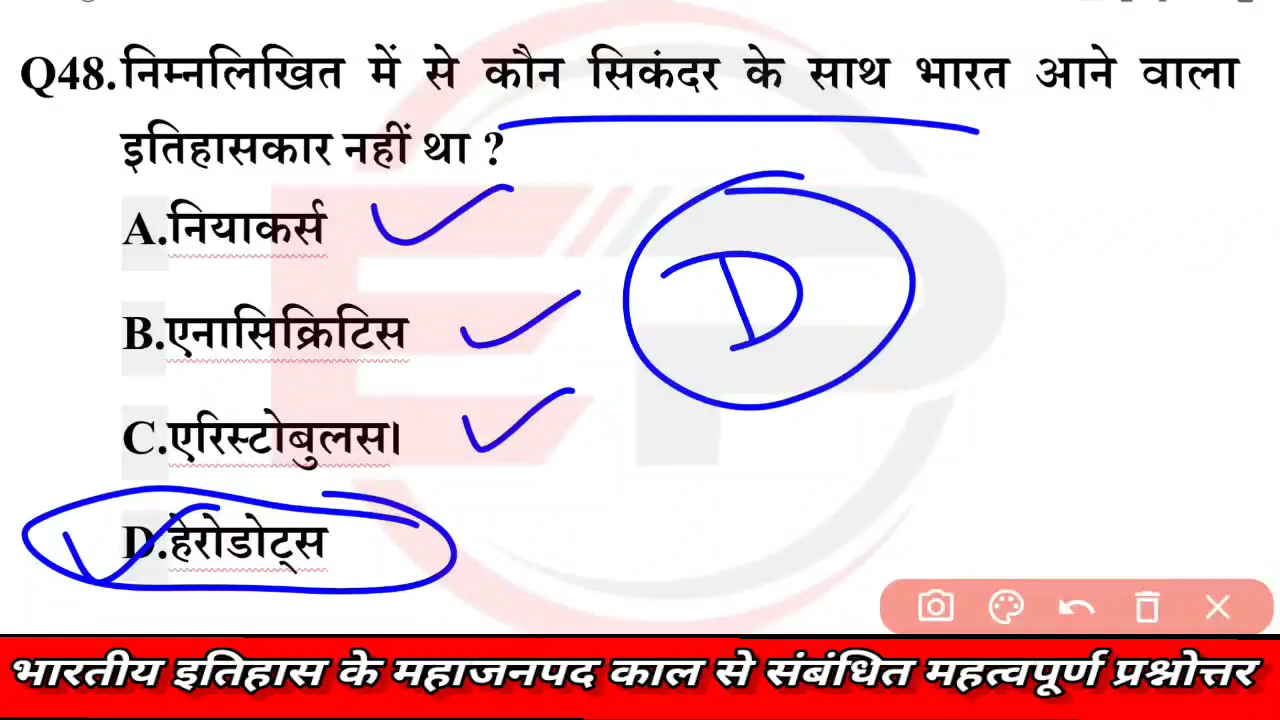 Q48.निम्नलिखित में से कौन सिकंदर के साथ भारत आने वाला
इतिहासकार नहीं था ?
A.नियाकर्स
B.एनासिक्रिटिस
C.एरिस्टोबुलस।
D.हेरोडोट्स
D
भारतीय इतिहास के महाजनपद काल से संबंधित महत्वपूर्ण प्रश्नोत्तर